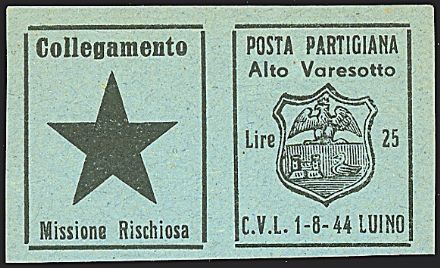 Collegamento
Missione Rischiosa
POSTA PARTIGIANA
Alto Varesotto
Lire 25
C.V.L. 1-8-44 LUINO